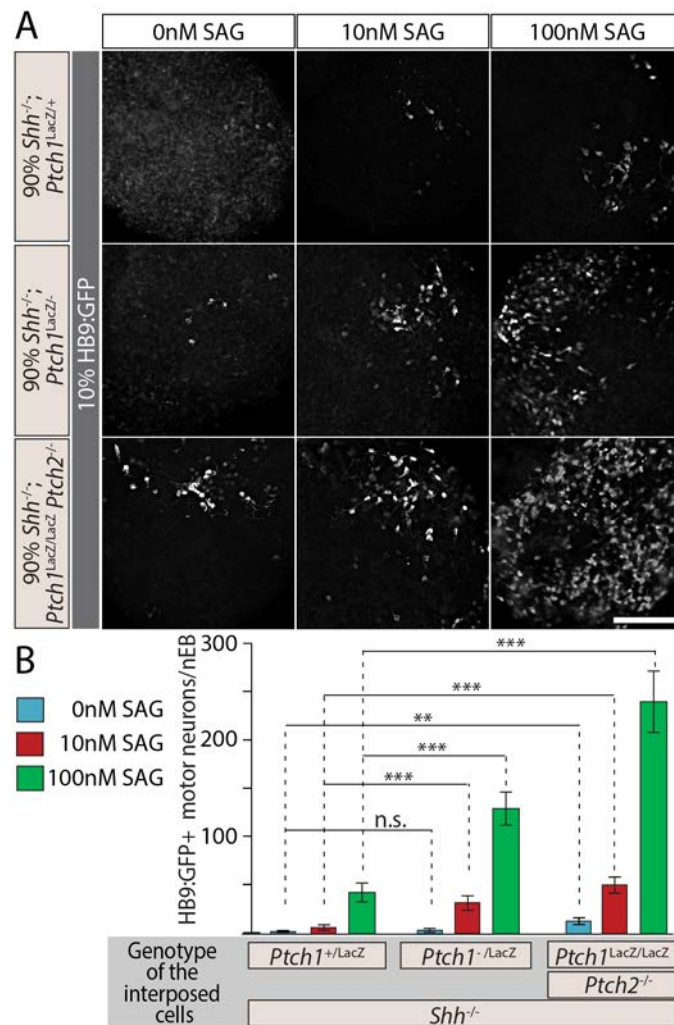 A
0nM SAG
10nM SAG
100nM SAG
90% Shh-/-;
Ptch1LacZ/+
90% Shh-/-;
Ptch1LacZ/-
90% Shh-/-;
Ptch1LacZ/LacZ Ptch2-/-
10% HB9:GFP
B
0nM SAG
10nM SAG
100nM SAG
HB9:GFP+ motor neurons/nEB
300
200
100
***
***
**
***
***
n.s.
Genotype
of the
interposed
cells
Ptch1+/LacZ
Ptch1-/LacZ
Ptch1LacZ/LacZ
Ptch2-/-
Shh-/-